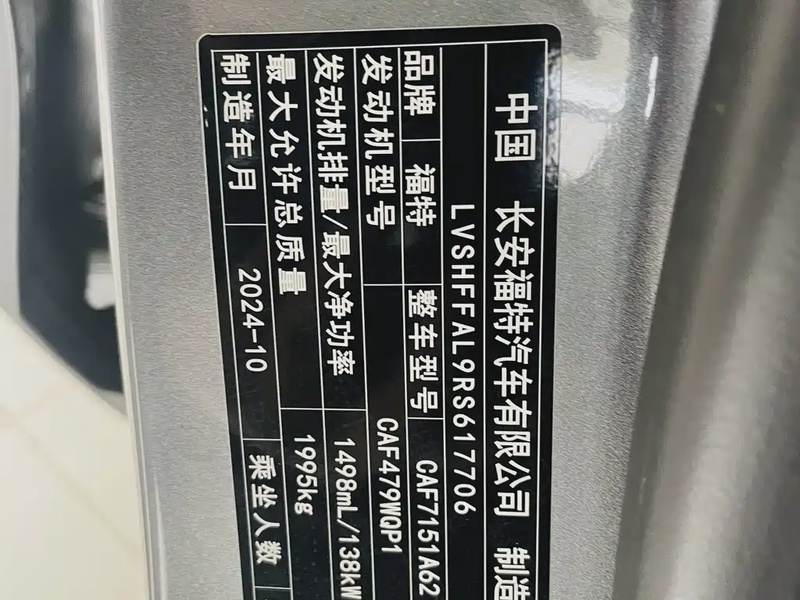 中国 长安福特汽车有限公司 制造
LVSHFFAL9RS617706
品牌 福特 整车型号 CAF7151A62
发动机型号 CAF479WQP1
发动机排量/最大净功率 1498mL/138kW
最大允许总质量 1995kg
制造年月 2024-10 乘坐人数